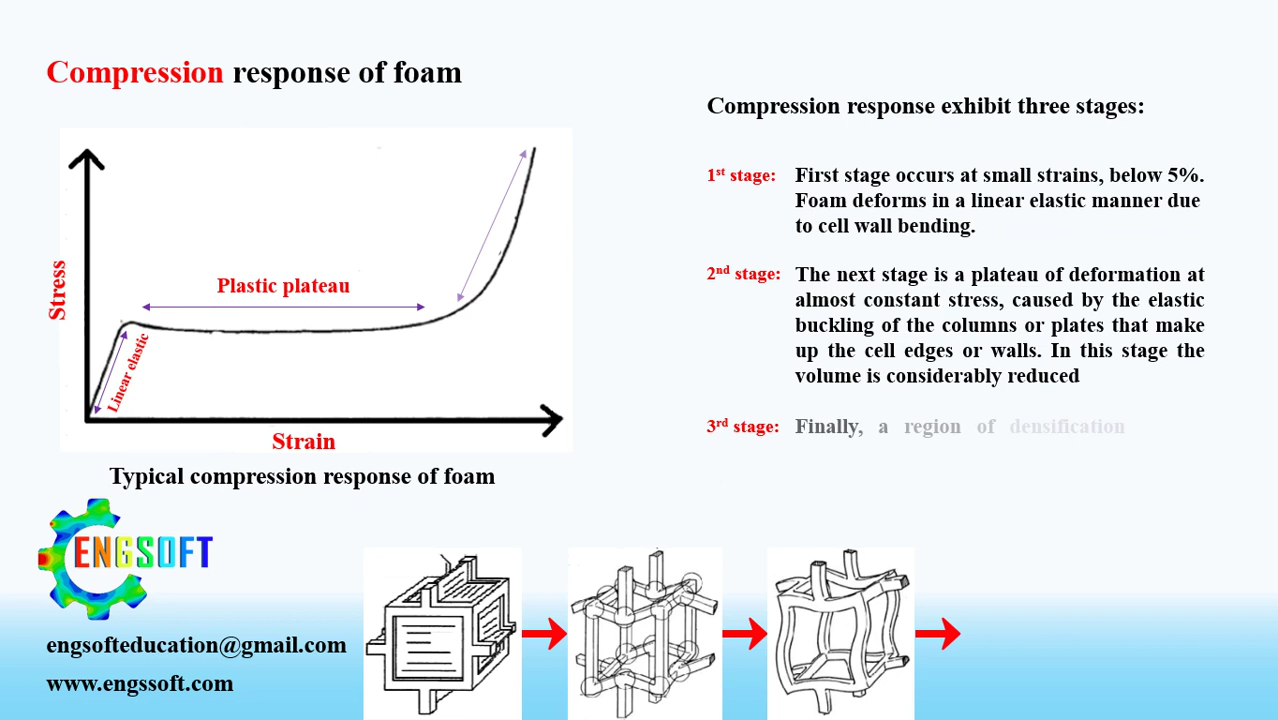 Compression response of foam
Compression response exhibit three stages:
1st stage: First stage occurs at small strains, below 5%.
Foam deforms in a linear elastic manner due
to cell wall bending.
2nd stage: The next stage is a plateau of deformation at
almost constant stress, caused by the elastic
buckling of the columns or plates that make
up the cell edges or walls. In this stage the
volume is considerably reduced
3rd stage: Finally, a region of densification
Stress
Plastic plateau
Linear elastic
Strain
Typical compression response of foam
ENGSOFT
engsofteducation@gmail.com
www.engssoft.com